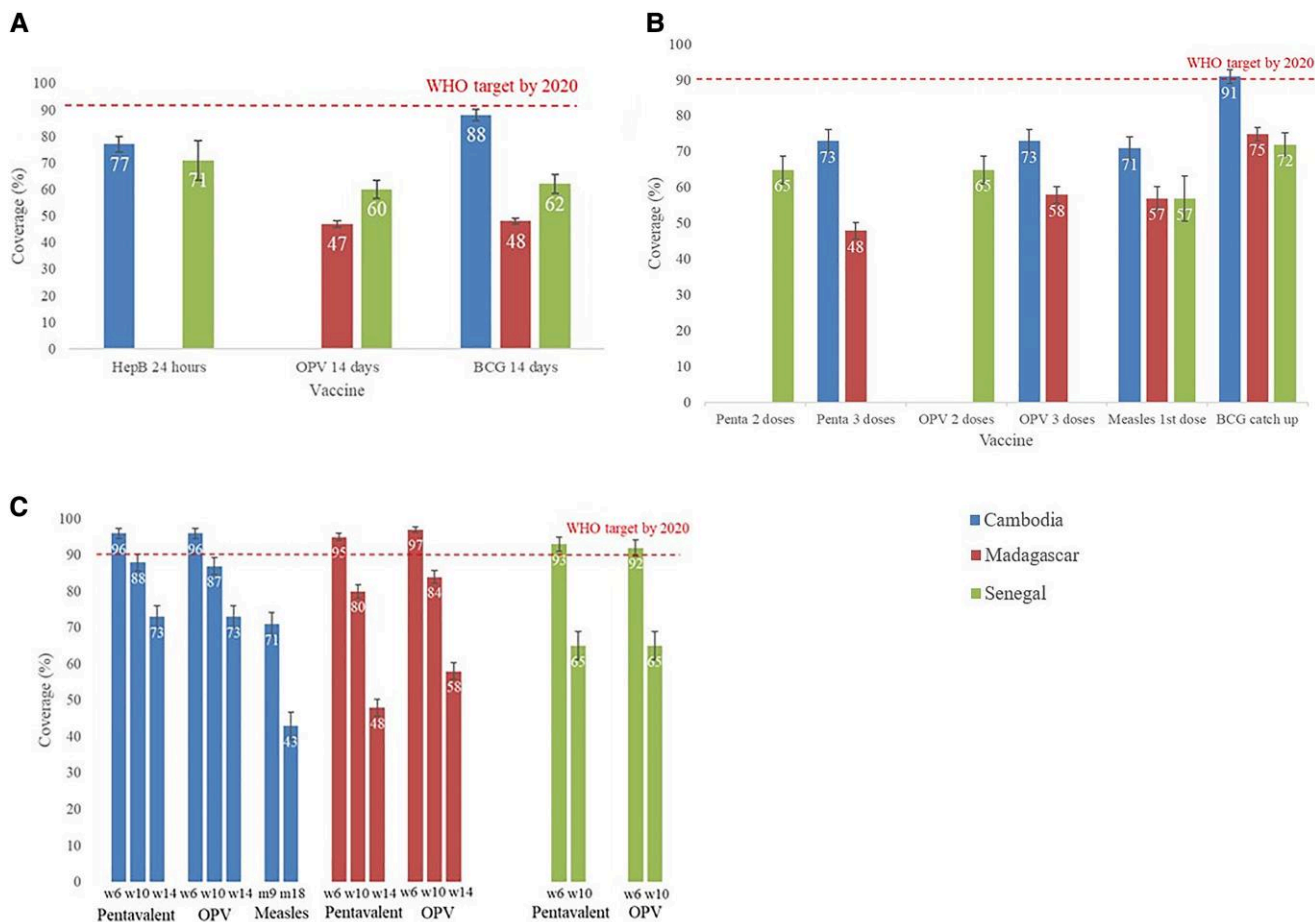 A
WHO target by 2020
Coverage (%)
100
90
80
70
60
50
40
30
20
10
0
77
71
47
60
88
48
62
HepB 24 hours
OPV 14 days
BCG 14 days
Vaccine
B
WHO target by 2020
Coverage (%)
100
90
80
70
60
50
40
30
20
10
0
65
73
48
65
73
58
71
57
57
91
75
72
Penta 2 doses
Penta 3 doses
OPV 2 doses
OPV 3 doses
Measles 1st dose
BCG catch up
Vaccine
C
WHO target by 2020
Coverage (%)
100
90
80
70
60
50
40
30
20
10
0
96
88
73
96
87
73
71
43
95
80
48
97
84
58
93
65
92
65
w6 w10 w14
w6 w10 w14
m9 m18
w6 w10 w14
w6 w10 w14
w6 w10
w6 w10
Pentavalent
OPV
Measles
Pentavalent
OPV
Pentavalent
OPV
Cambodia
Madagascar
Senegal